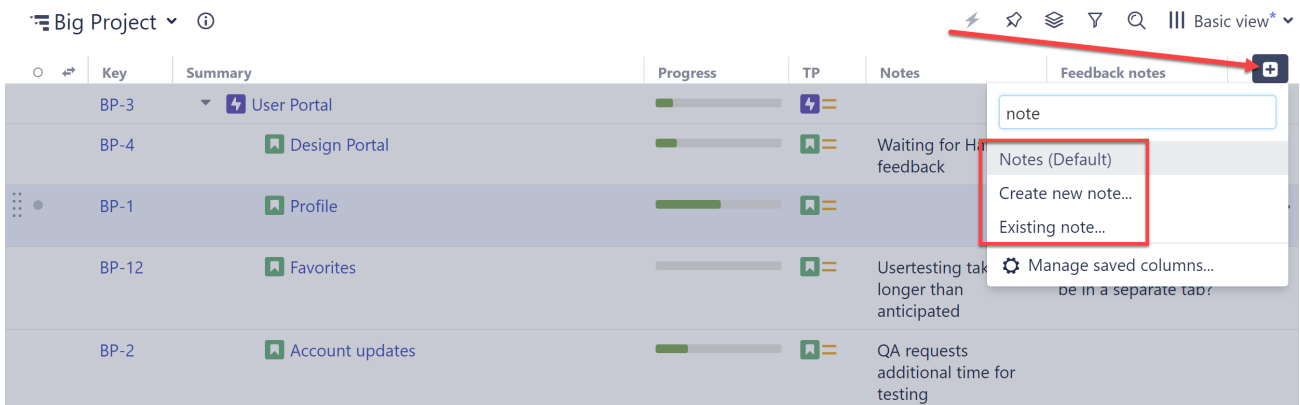 Big Project
Basic view*
Key Summary Progress TP Notes Feedback notes
BP-3 User Portal
note
BP-4 Design Portal
Waiting for Ha
feedback
Notes (Default)
Create new note...
BP-1 Profile
Existing note...
BP-12 Favorites
Usertesting tak
longer than
anticipated
Manage saved columns...
be in a separate tab?
BP-2 Account updates
QA requests
additional time for
testing